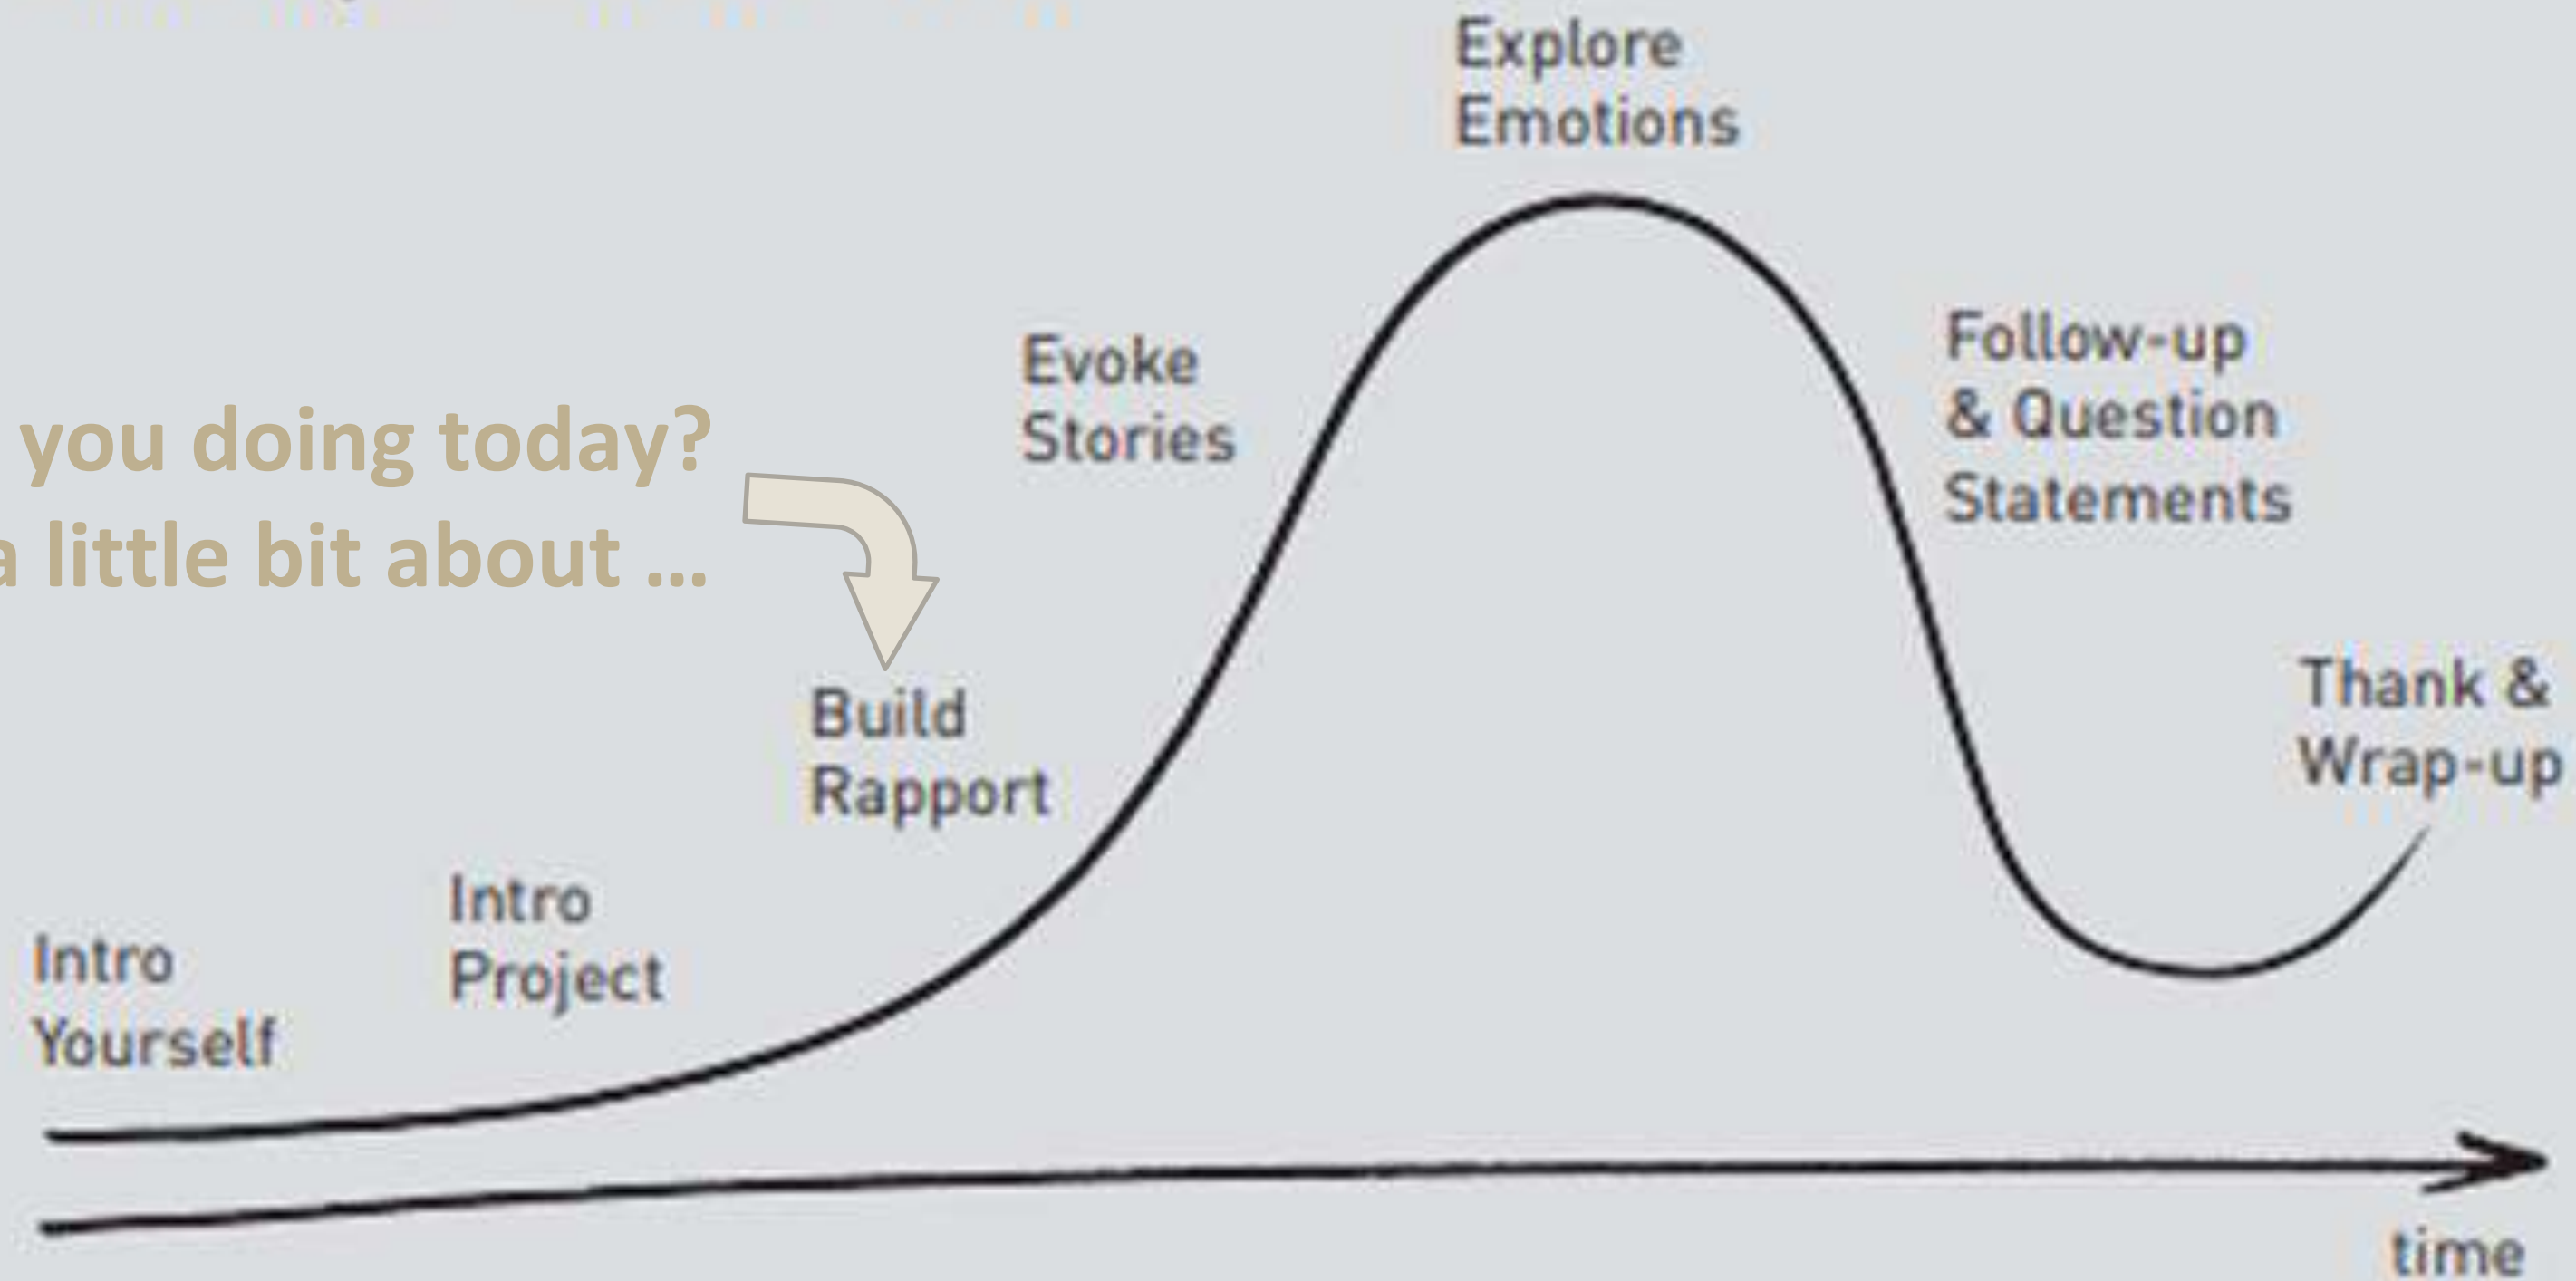 Explore
Emotions
Evoke
Stories
Follow-up
& Question
Statements
you doing today?
a little bit about ...
Build
Rapport
Thank &
Wrap-up
Intro
Project
Intro
Yourself
time